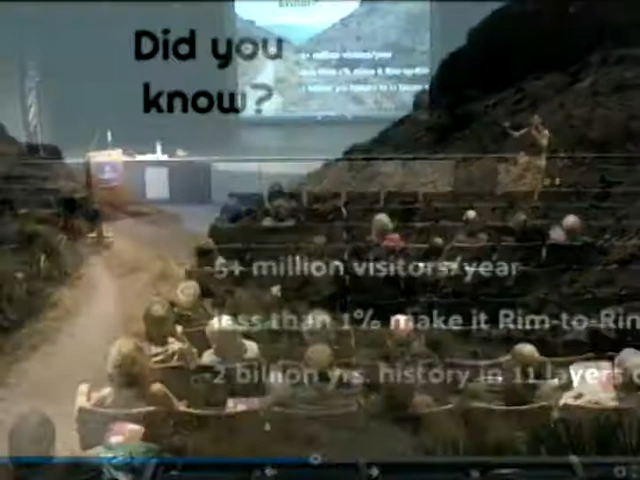 Did you
know?
5+ million visitors/year
less than 1% make it Rim-to-Rim
2 billion yrs. history in 11 layers